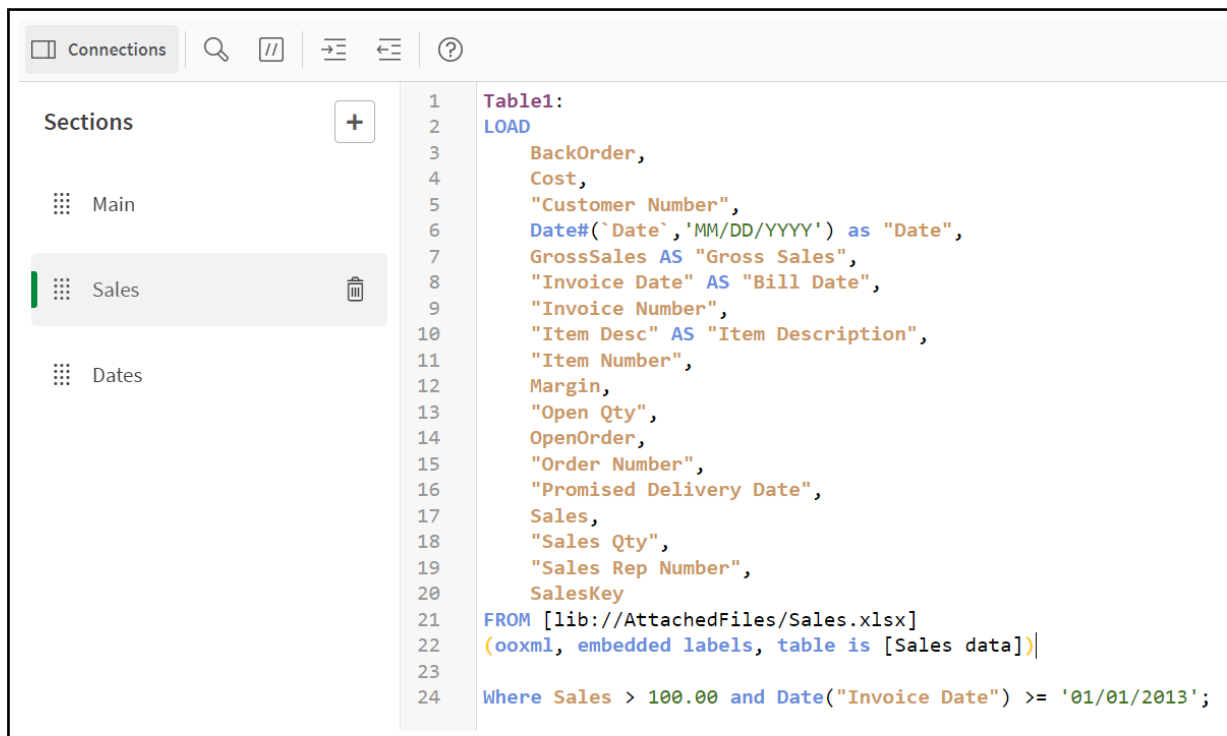 Connections
Sections
Main
Sales
Dates
1 Table1:
2 LOAD
3 BackOrder,
4 Cost,
5 "Customer Number",
6 Date#(`Date`,'MM/DD/YYYY') as "Date",
7 GrossSales AS "Gross Sales",
8 "Invoice Date" AS "Bill Date",
9 "Invoice Number",
10 "Item Desc" AS "Item Description",
11 "Item Number",
12 Margin,
13 "Open Qty",
14 OpenOrder,
15 "Order Number",
16 "Promised Delivery Date",
17 Sales,
18 "Sales Qty",
19 "Sales Rep Number",
20 SalesKey
21 FROM [lib://AttachedFiles/Sales.xlsx]
22 (ooxml, embedded labels, table is [Sales data])
23
24 Where Sales > 100.00 and Date("Invoice Date") >= '01/01/2013';